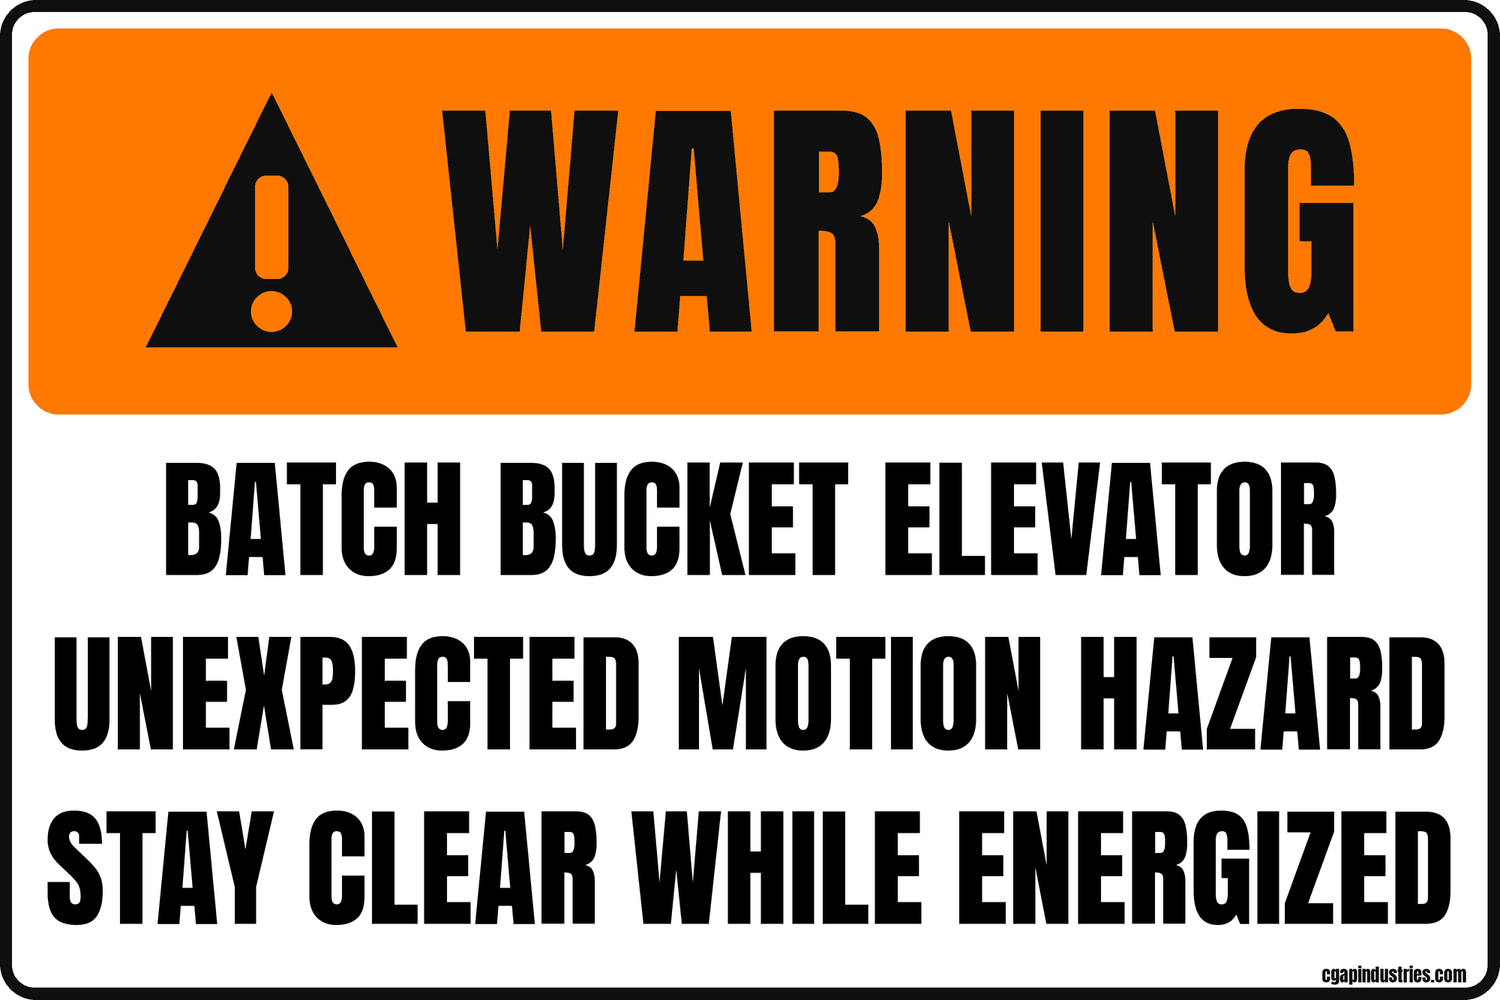 WARNING
BATCH BUCKET ELEVATOR
UNEXPECTED MOTION HAZARD
STAY CLEAR WHILE ENERGIZED
cgapindustries.com